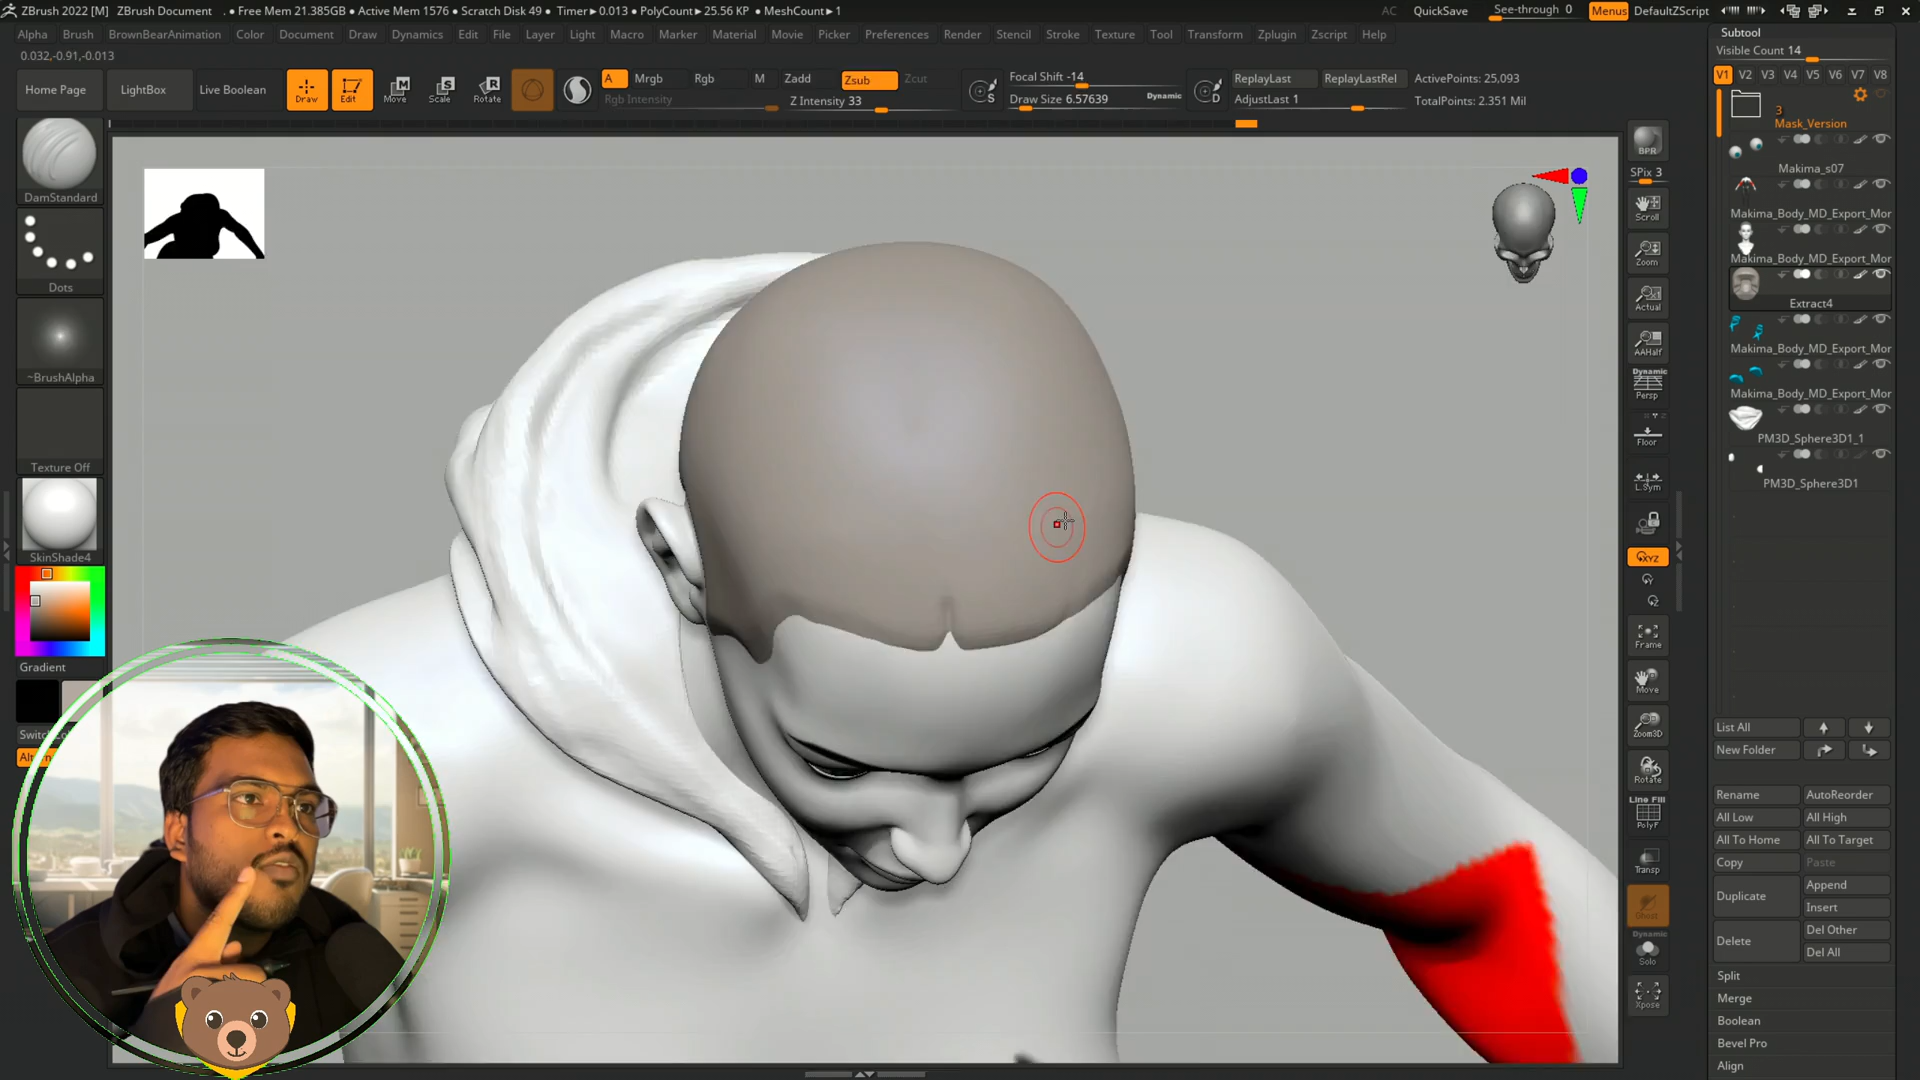 ZBrush 2022 [M] ZBrush Document . • Free Mem 21.385GB • Active Mem 1576 • Scratch Disk 49 • Timer▶0.013 • PolyCount▶25.56 KP • MeshCount▶1 AC QuickSave See-through 0 Menus DefaultZScript
Alpha Brush BrownBearAnimation Color Document Draw Dynamics Edit File Layer Light Macro Marker Material Movie Picker Preferences Render Stencil Stroke Texture Tool Transform Zplugin Zscript Help
0.032,-0.91,-0.013
Home Page LightBox Live Boolean Draw Edit Move Scale Rotate
A Mrgb Rgb M Zadd Zsub Zcut
Rgb Intensity Z Intensity 33
Focal Shift -14
Draw Size 6.57639 Dynamic
ReplayLast ReplayLastRel
AdjustLast 1
ActivePoints: 25,093
TotalPoints: 2.351 Mil
DamStandard
Dots
~BrushAlpha
Texture Off
SkinShade4
Gradient
BPR
SPix 3
Scroll
Zoom
Actual
AAHalf
Dynamic
Persp
Floor
L.Sym
XYZ
Frame
Move
Zoom3D
Rotate
Line Fill
PolyF
Transp
Ghost
Dynamic
Solo
Xpose
Subtool
Visible Count 14
V1 V2 V3 V4 V5 V6 V7 V8
3
Mask_Version
Makima_s07
Makima_Body_MD_Export_Mor
Makima_Body_MD_Export_Mor
Extract4
Makima_Body_MD_Export_Mor
Makima_Body_MD_Export_Mor
PM3D_Sphere3D1_1
PM3D_Sphere3D1
List All
New Folder
Rename AutoReorder
All Low All High
All To Home All To Target
Copy Paste
Duplicate Append
Insert
Delete Del Other
Del All
Split
Merge
Boolean
Bevel Pro
Align